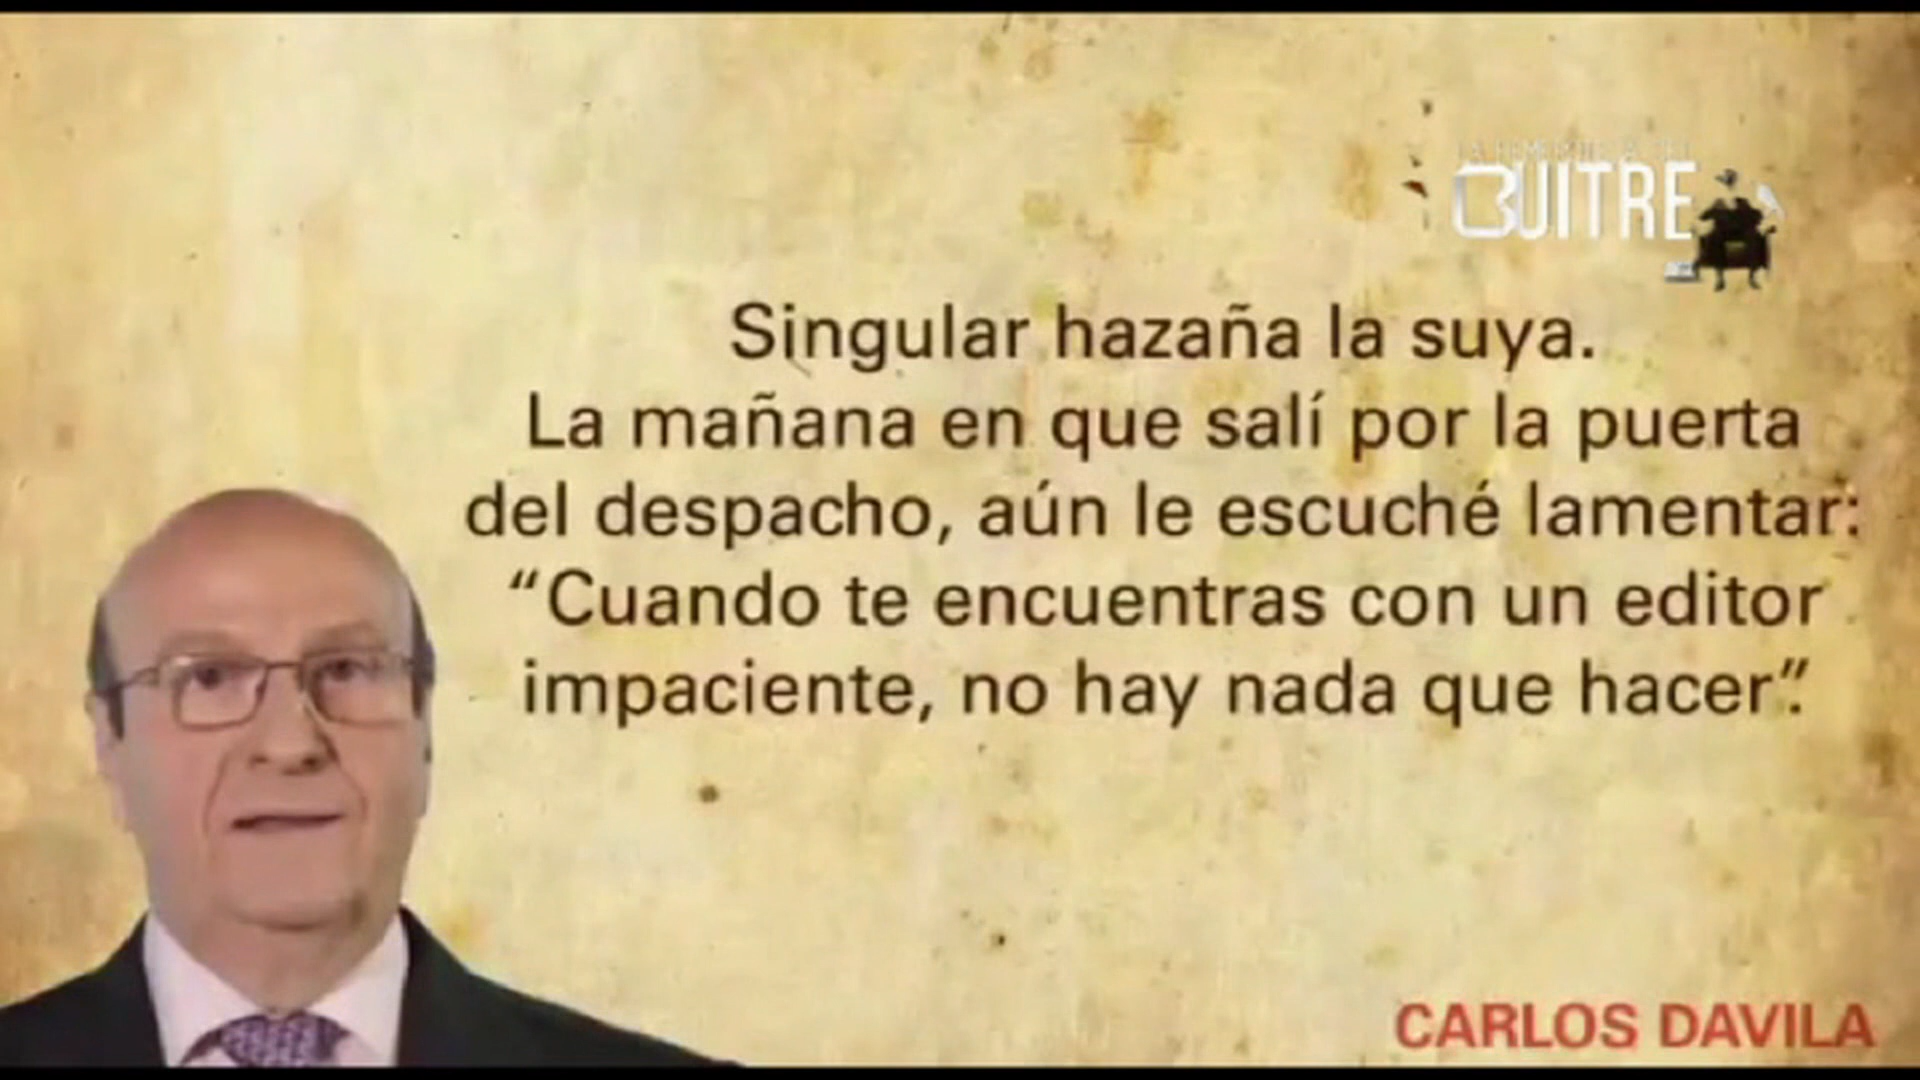 BUITRE
Singular hazaña la suya.
La mañana en que salí por la puerta
del despacho, aún le escuché lamentar:
“Cuando te encuentras con un editor
impaciente, no hay nada que hacer”.
CARLOS DAVILA